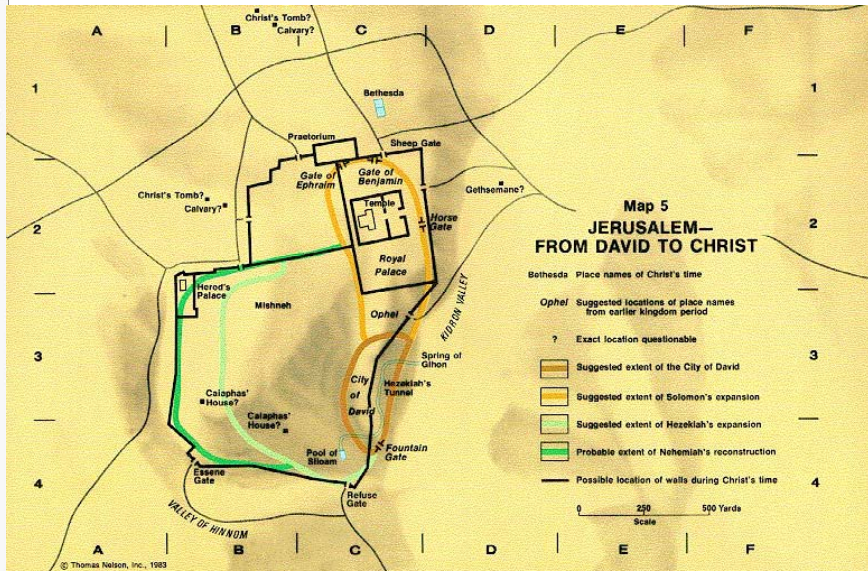 Christ's Tomb?
Calvary?
A B C D E F
1 1
Bethesda
Praetorium
Sheep Gate
Gate of
Ephraim
Gate of
Benjamin
Gethsemane?
Christ's Tomb?
Calvary?
Temple
2 2
Horse
Gate
Royal
Palace
Herod's
Palace
Mishneh
Ophel
KIDRON VALLEY
3 3
Spring of
Gihon
City
of
David
Hezekiah's
Tunnel
Caiaphas'
House?
Caiaphas'
House?
Pool of
Siloam
Fountain
Gate
Essene
Gate
4 4
Refuse
Gate
VALLEY OF HINNOM
Map 5
JERUSALEM—
FROM DAVID TO CHRIST
Bethesda Place names of Christ's time
Ophel Suggested locations of place names
from earlier kingdom period
? Exact location questionable
Suggested extent of the City of David
Suggested extent of Solomon's expansion
Suggested extent of Hezekiah's expansion
Probable extent of Nehemiah's reconstruction
Possible location of walls during Christ's time
0 250 500 Yards
Scale
A B C D E F
© Thomas Nelson, Inc., 1983